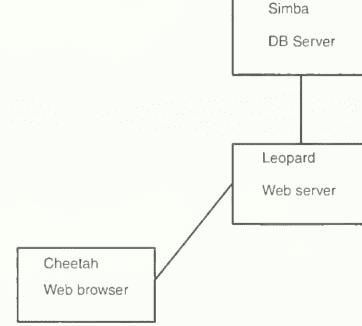 Simba
DB Server
Leopard
Web server
Cheetah
Web browser